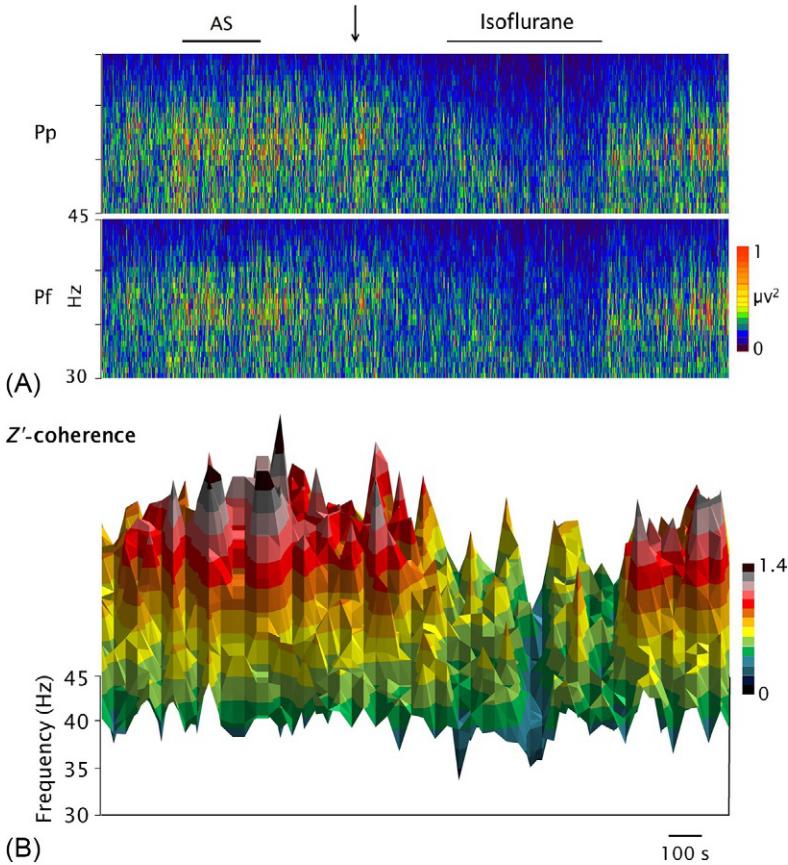 AS
Isoflurane
Pp
45
Pf
Hz
30
1
μv²
0
(A)
Z'-coherence
1.4
0
Frequency (Hz)
45
40
35
30
100 s
(B)